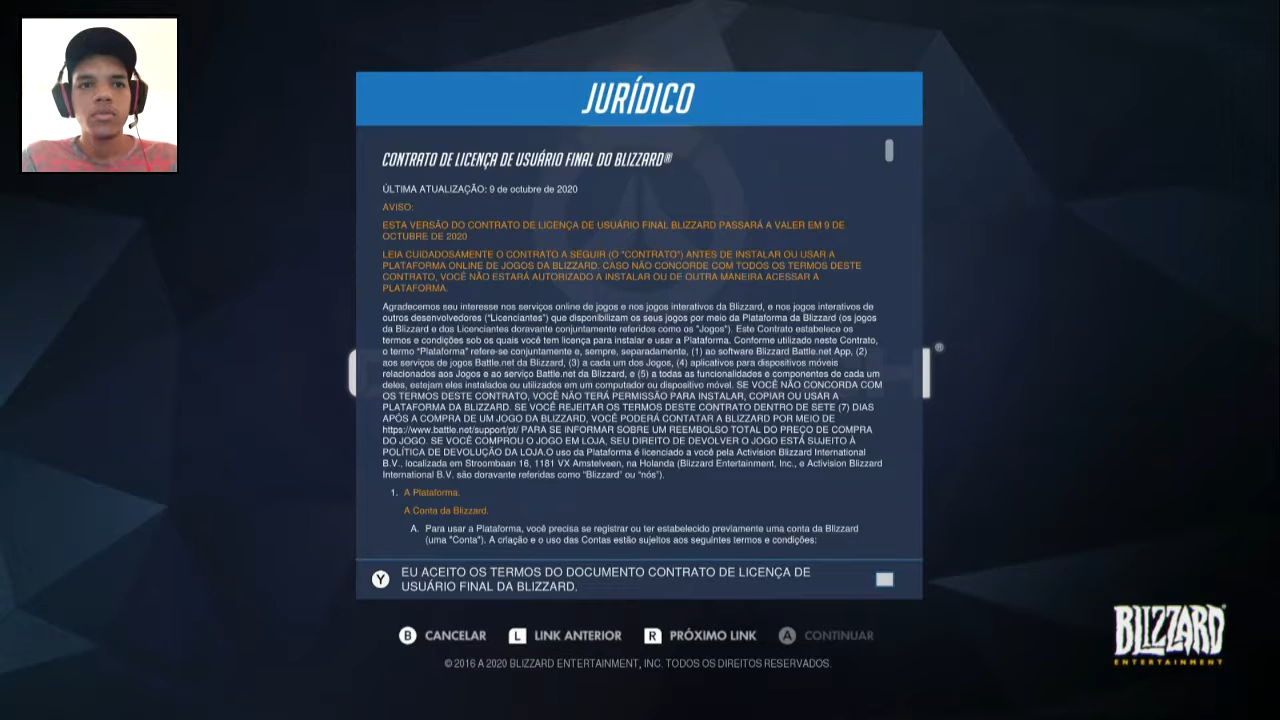 JURÍDICO
CONTRATO DE LICENÇA DE USUÁRIO FINAL DO BLIZZARD®
ÚLTIMA ATUALIZAÇÃO: 9 de octubre de 2020
AVISO:
ESTA VERSÃO DO CONTRATO DE LICENÇA DE USUÁRIO FINAL BLIZZARD PASSARÁ A VALER EM 9 DE
OCTUBRE DE 2020
LEIA CUIDADOSAMENTE O CONTRATO A SEGUIR (O "CONTRATO") ANTES DE INSTALAR OU USAR A
PLATAFORMA ONLINE DE JOGOS DA BLIZZARD. CASO NÃO CONCORDE COM TODOS OS TERMOS DESTE
CONTRATO, VOCÊ NÃO ESTARÁ AUTORIZADO A INSTALAR OU DE OUTRA MANEIRA ACESSAR A
PLATAFORMA.
Agradecemos seu interesse nos serviços online de jogos e nos jogos interativos da Blizzard, e nos jogos interativos de
outros desenvolvedores ("Licenciantes") que disponibilizam os seus jogos por meio da Plataforma da Blizzard (os jogos
da Blizzard e dos Licenciantes doravante conjuntamente referidos como os "Jogos"). Este Contrato estabelece os
termos e condições sob os quais você tem licença para instalar e usar a Plataforma. Conforme utilizado neste Contrato,
o termo "Plataforma" refere-se conjuntamente e, sempre, separadamente, (1) ao software Blizzard Battle.net App, (2)
aos serviços de jogos Battle.net da Blizzard, (3) a cada um dos Jogos, (4) aplicativos para dispositivos móveis
relacionados aos Jogos e ao serviço Battle.net da Blizzard, e (5) a todas as funcionalidades e componentes de cada um
deles, estejam eles instalados ou utilizados em um computador ou dispositivo móvel. SE VOCÊ NÃO CONCORDA COM
OS TERMOS DESTE CONTRATO, VOCÊ NÃO TERÁ PERMISSÃO PARA INSTALAR, COPIAR OU USAR A
PLATAFORMA DA BLIZZARD. SE VOCÊ REJEITAR OS TERMOS DESTE CONTRATO DENTRO DE SETE (7) DIAS
APÓS A COMPRA DE UM JOGO DA BLIZZARD, VOCÊ PODERÁ CONTATAR A BLIZZARD POR MEIO DE
https://www.battle.net/support/pt/ PARA SE INFORMAR SOBRE UM REEMBOLSO TOTAL DO PREÇO DE COMPRA
DO JOGO. SE VOCÊ COMPROU O JOGO EM LOJA, SEU DIREITO DE DEVOLVER O JOGO ESTÁ SUJEITO À
POLÍTICA DE DEVOLUÇÃO DA LOJA.O uso da Plataforma é licenciado a você pela Activision Blizzard International
B.V., localizada em Stroombaan 16, 1181 VX Amstelveen, na Holanda (Blizzard Entertainment, Inc., e Activision Blizzard
International B.V. são doravante referidas como "Blizzard" ou "nós").
1. A Plataforma.
A Conta da Blizzard.
A. Para usar a Plataforma, você precisa se registrar ou ter estabelecido previamente uma conta da Blizzard
(uma "Conta"). A criação e o uso das Contas estão sujeitos aos seguintes termos e condições:
Y EU ACEITO OS TERMOS DO DOCUMENTO CONTRATO DE LICENÇA DE
USUÁRIO FINAL DA BLIZZARD.
B CANCELAR L LINK ANTERIOR R PRÓXIMO LINK A CONTINUAR
© 2016 A 2020 BLIZZARD ENTERTAINMENT, INC. TODOS OS DIREITOS RESERVADOS.
BLIZZARD
ENTERTAINMENT